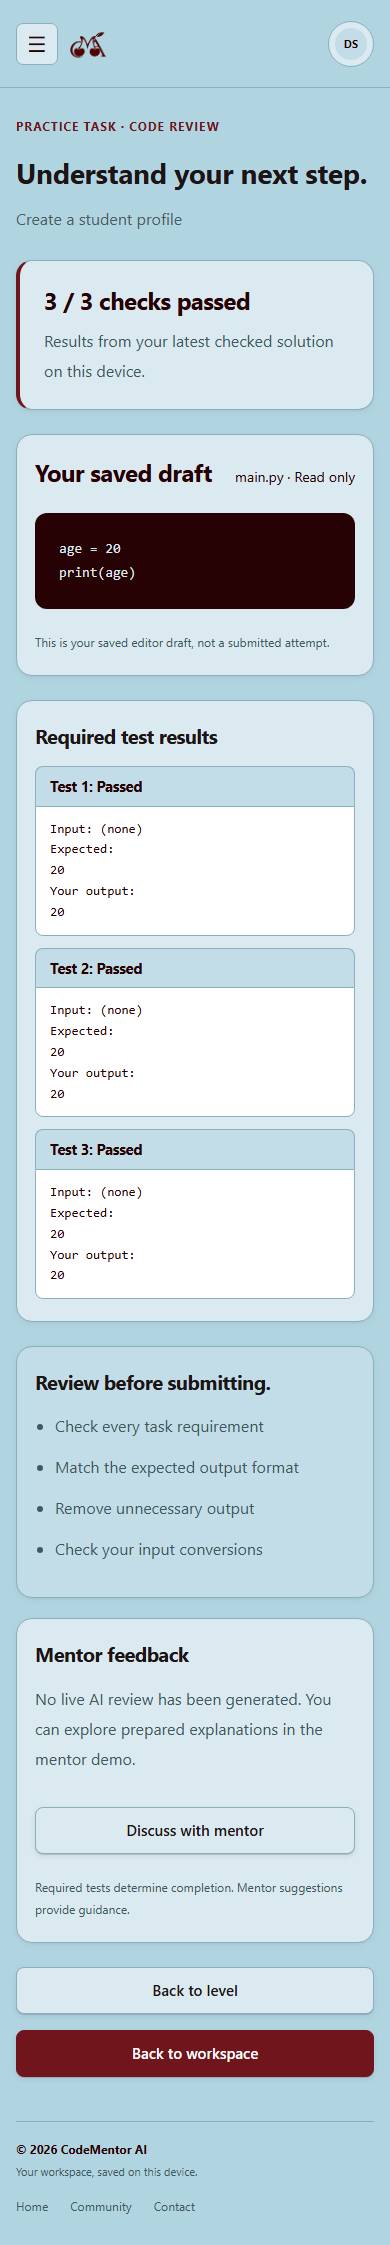 DS
PRACTICE TASK · CODE REVIEW
Understand your next step.
Create a student profile
3 / 3 checks passed
Results from your latest checked solution
on this device.
Your saved draft
main.py · Read only
age = 20
print(age)
This is your saved editor draft, not a submitted attempt.
Required test results
Test 1: Passed
Input: (none)
Expected:
20
Your output:
20
Test 2: Passed
Input: (none)
Expected:
20
Your output:
20
Test 3: Passed
Input: (none)
Expected:
20
Your output:
20
Review before submitting.
• Check every task requirement
• Match the expected output format
• Remove unnecessary output
• Check your input conversions
Mentor feedback
No live AI review has been generated. You
can explore prepared explanations in the
mentor demo.
Discuss with mentor
Required tests determine completion. Mentor suggestions
provide guidance.
Back to level
Back to workspace
© 2026 CodeMentor AI
Your workspace, saved on this device.
Home Community Contact